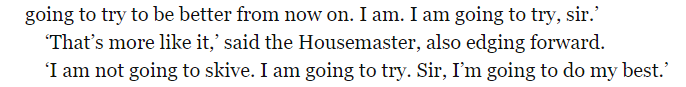 going to try to be better from now on. I am. I am going to try, sir.’
‘That’s more like it,’ said the Housemaster, also edging forward.
‘I am not going to skive. I am going to try. Sir, I’m going to do my best.’